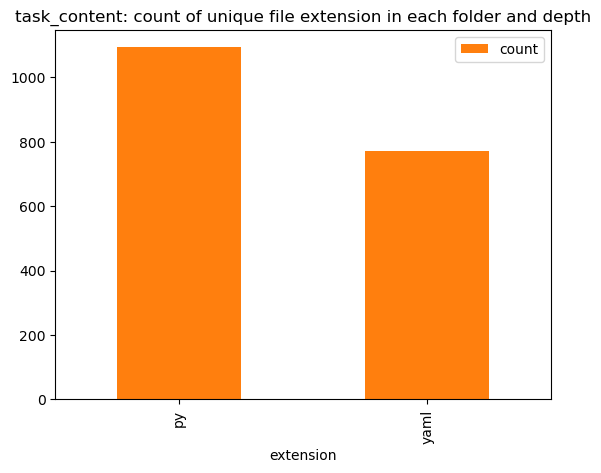 task_content: count of unique file extension in each folder and depth
count
1000
800
600
400
200
0
py
yaml
extension